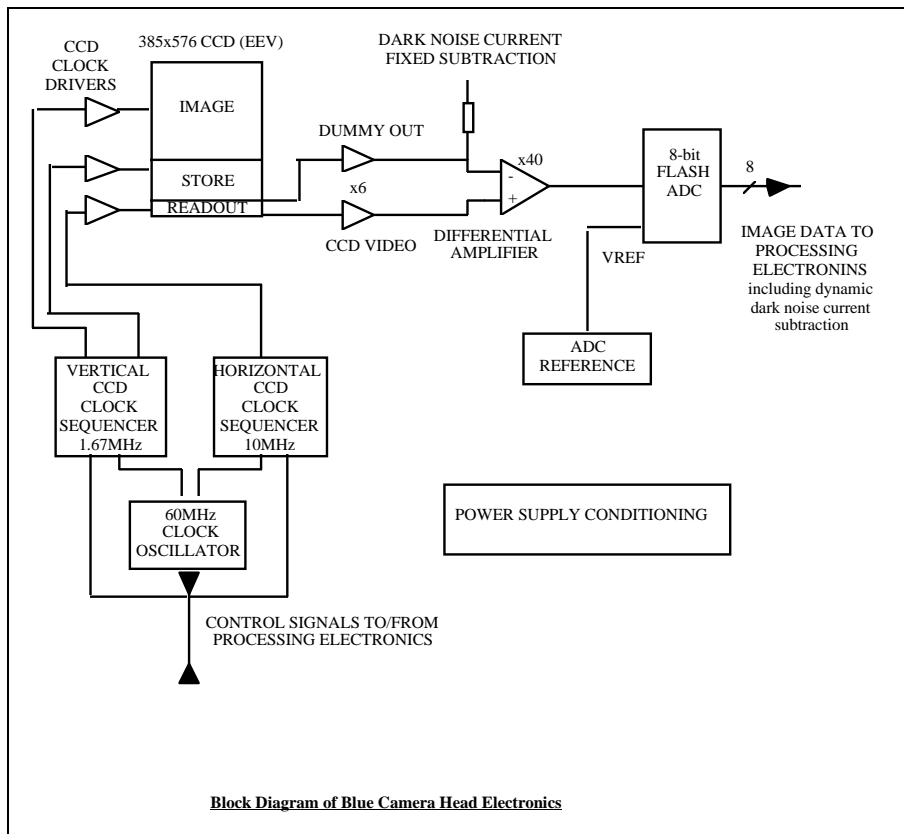 385x576 CCD (EEV)
CCD
CLOCK
DRIVERS
IMAGE
STORE
READOUT
DARK NOISE CURRENT
FIXED SUBTRACTION
DUMMY OUT
x6
CCD VIDEO
x40
-
+
DIFFERENTIAL
AMPLIFIER
8-bit
FLASH
ADC
8
VREF
IMAGE DATA TO
PROCESSING
ELECTRONINS
including dynamic
dark noise current
subtraction
ADC
REFERENCE
VERTICAL
CCD
CLOCK
SEQUENCER
1.67MHz
HORIZONTAL
CCD
CLOCK
SEQUENCER
10MHz
60MHz
CLOCK
OSCILLATOR
POWER SUPPLY CONDITIONING
CONTROL SIGNALS TO/FROM
PROCESSING ELECTRONICS
Block Diagram of Blue Camera Head Electronics